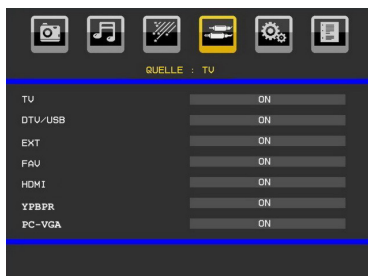 QUELLE : TV
TV ON
DTV/USB ON
EXT ON
FAV ON
HDMI ON
YPBPR ON
PC-VGA ON